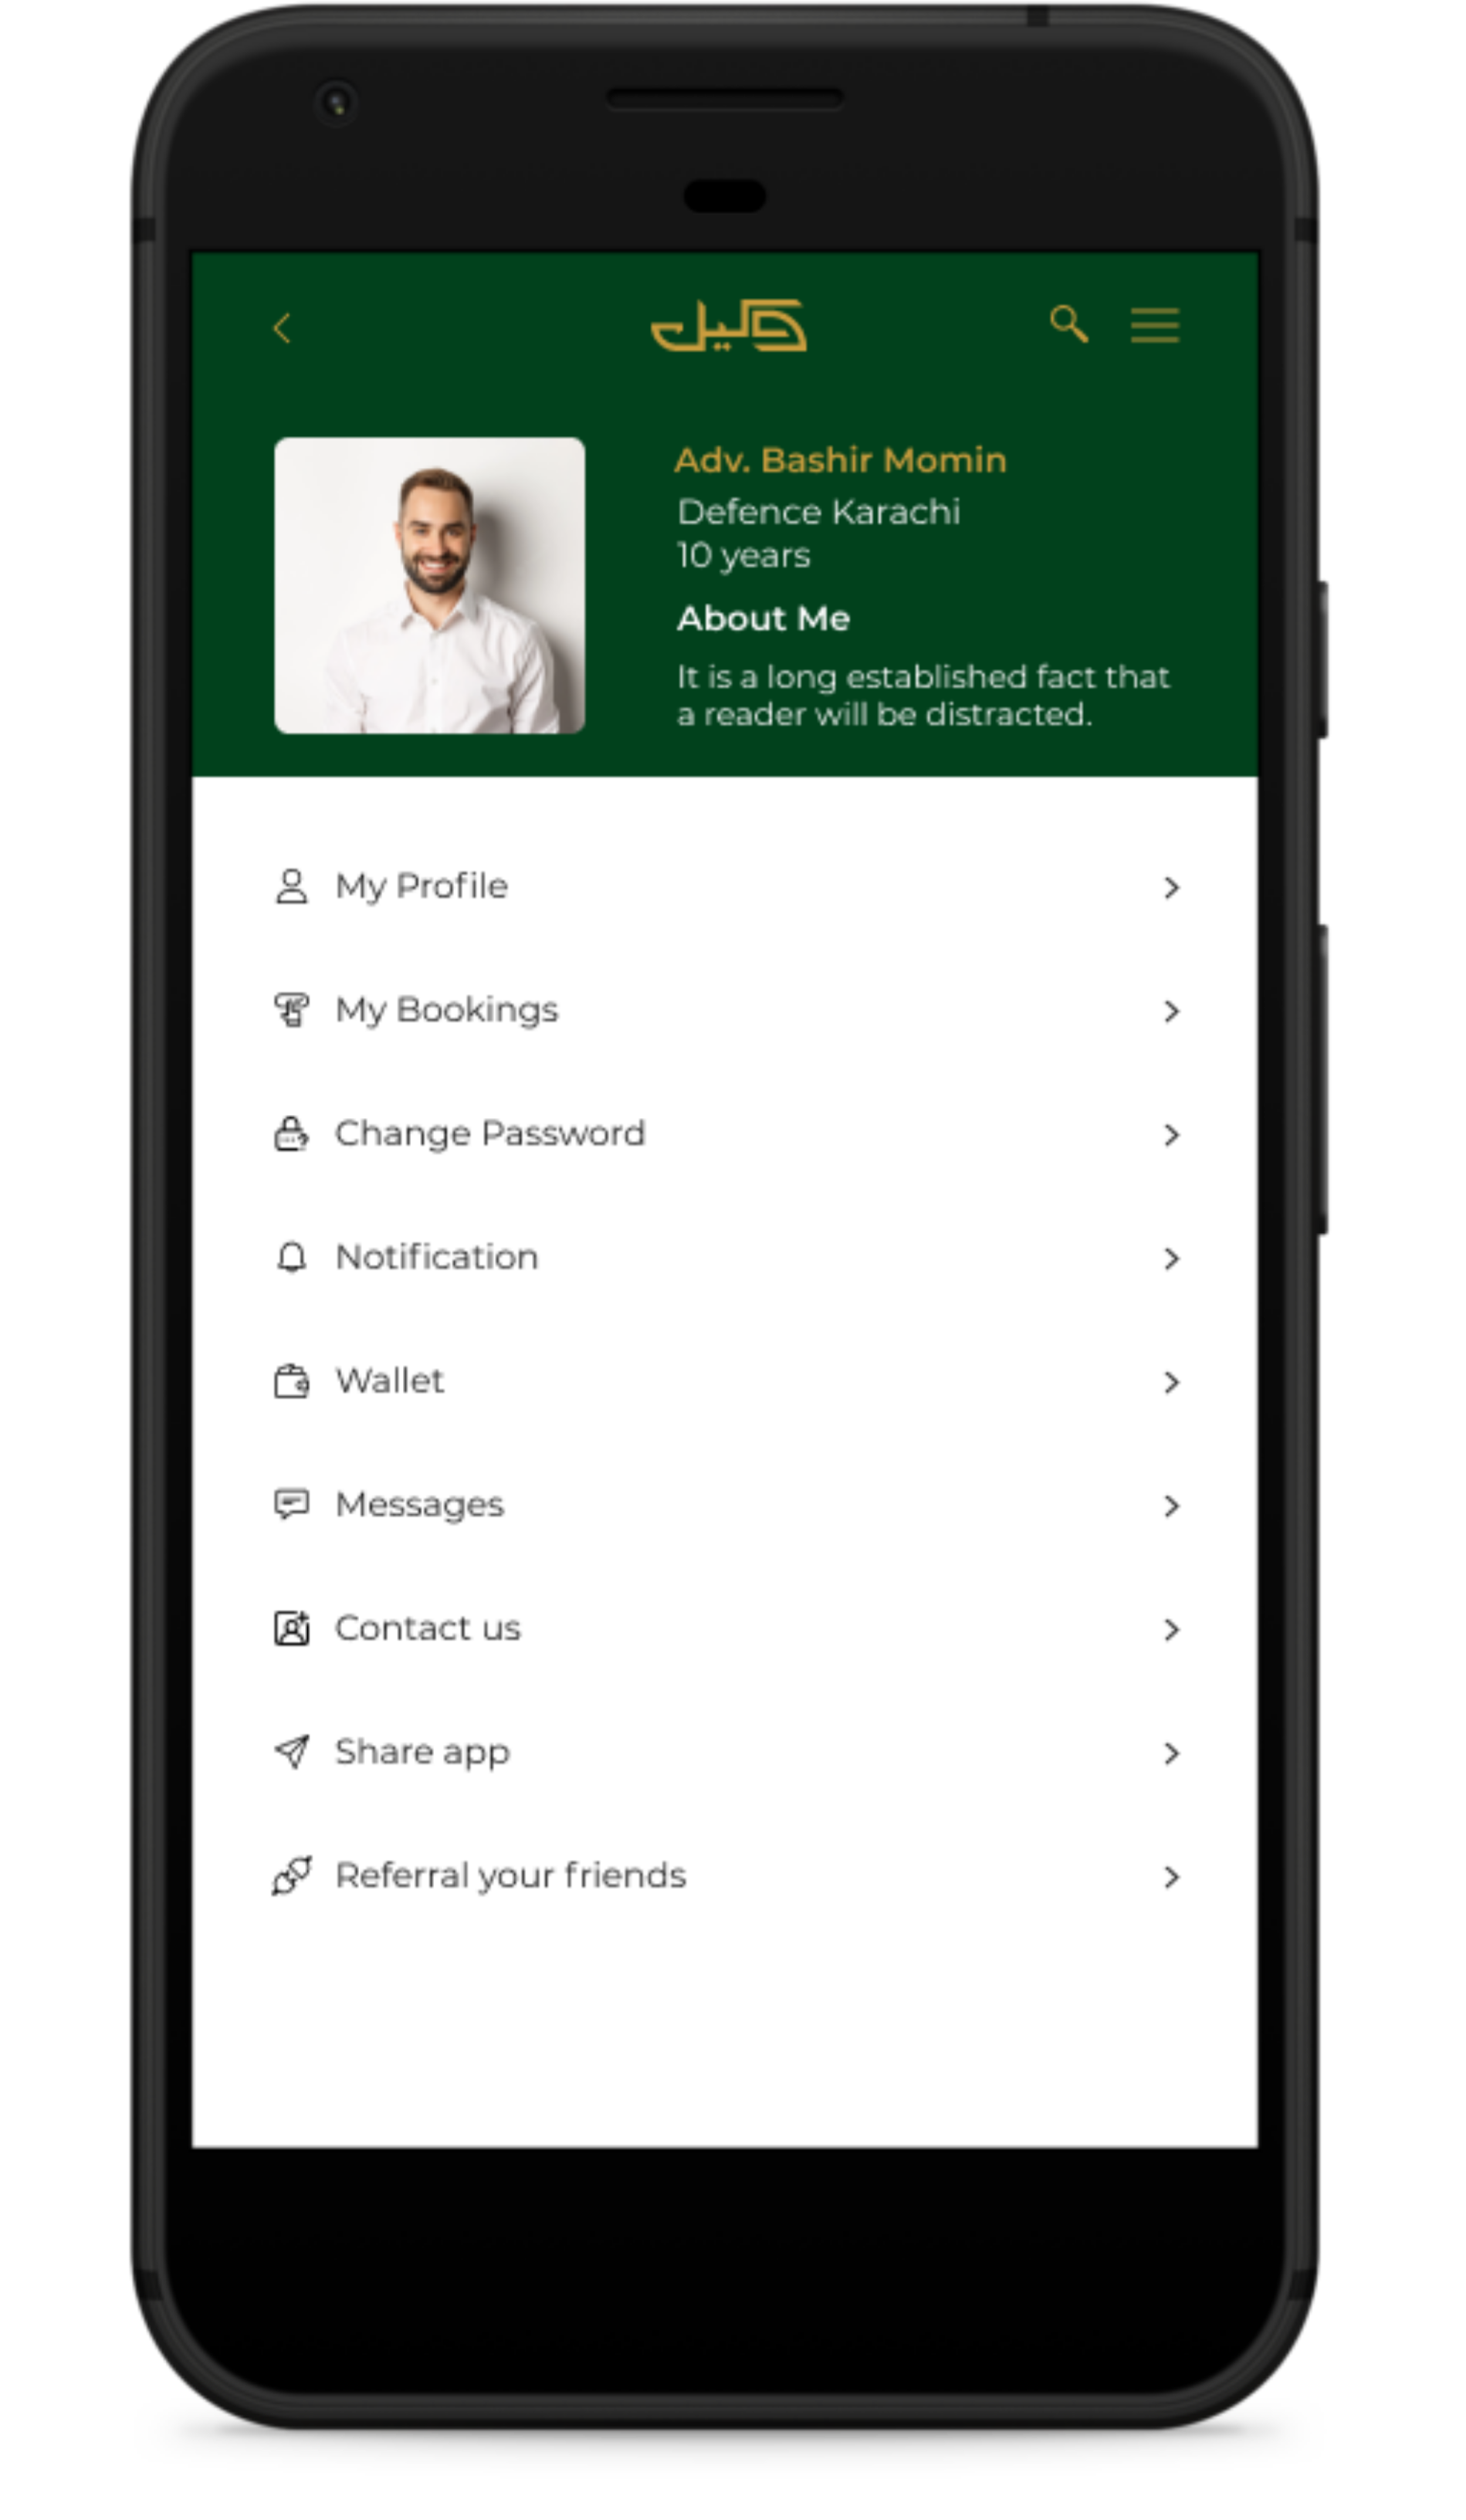 Adv. Bashir Momin
Defence Karachi
10 years
About Me
It is a long established fact that
a reader will be distracted.
My Profile
My Bookings
Change Password
Notification
Wallet
Messages
Contact us
Share app
Referral your friends